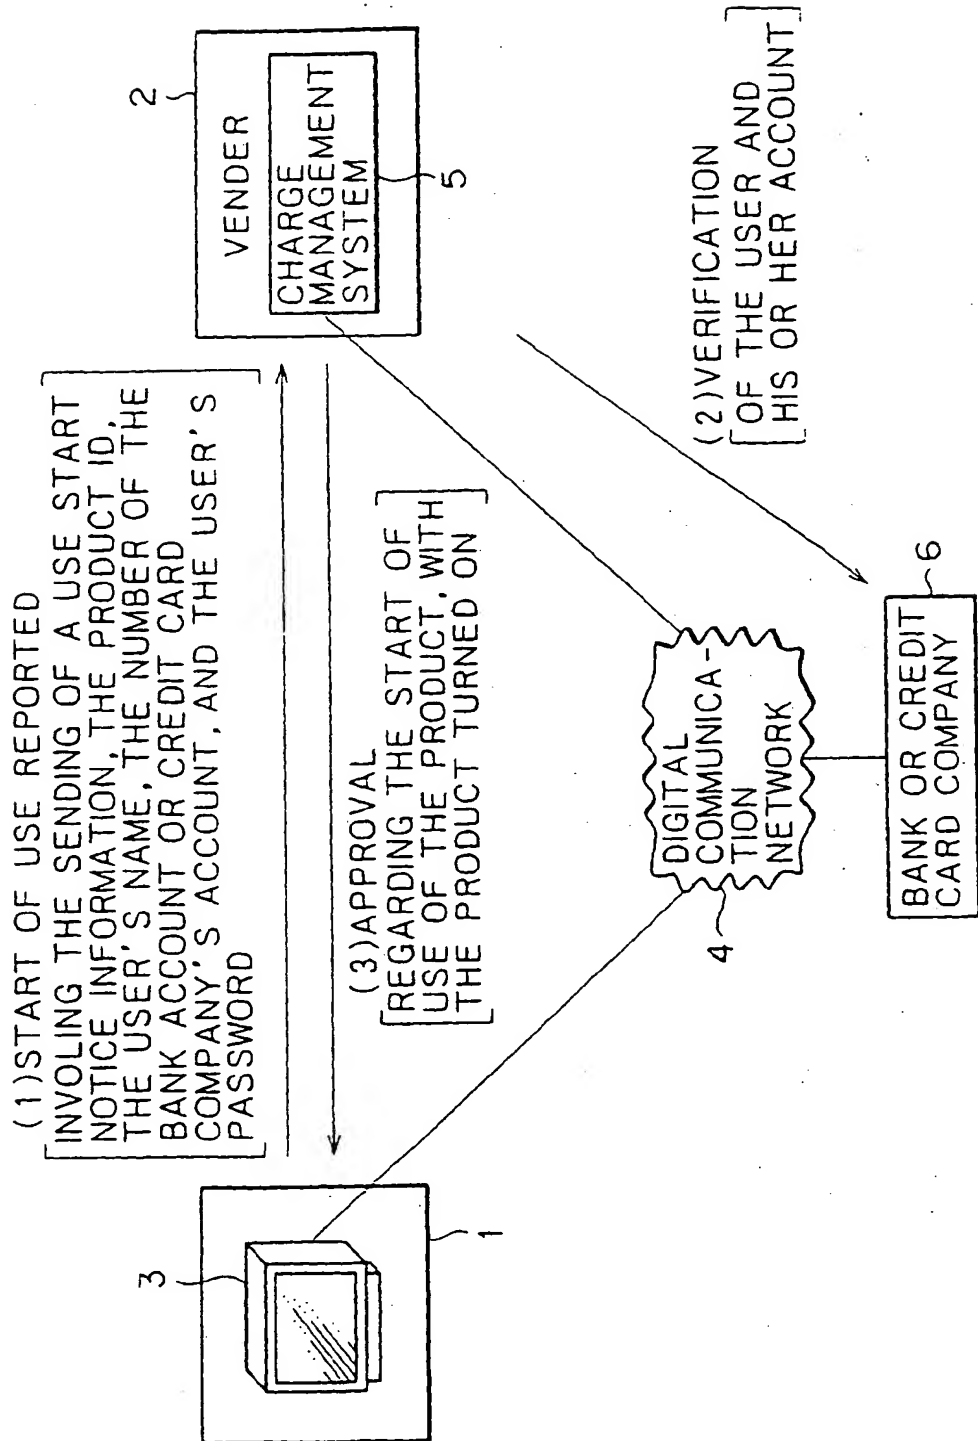 (1)START OF USE REPORTED
INVOLING THE SENDING OF A USE START
NOTICE INFORMATION, THE PRODUCT ID,
THE USER'S NAME, THE NUMBER OF THE
BANK ACCOUNT OR CREDIT CARD
COMPANY'S ACCOUNT, AND THE USER'S
PASSWORD
2
VENDER
CHARGE
MANAGEMENT
SYSTEM
5
3
1
(3)APPROVAL
REGARDING THE START OF
USE OF THE PRODUCT, WITH
THE PRODUCT TURNED ON
(2)VERIFICATION
OF THE USER AND
HIS OR HER ACCOUNT
DIGITAL
COMMUNICA-
TION
NETWORK
4
BANK OR CREDIT
CARD COMPANY
6